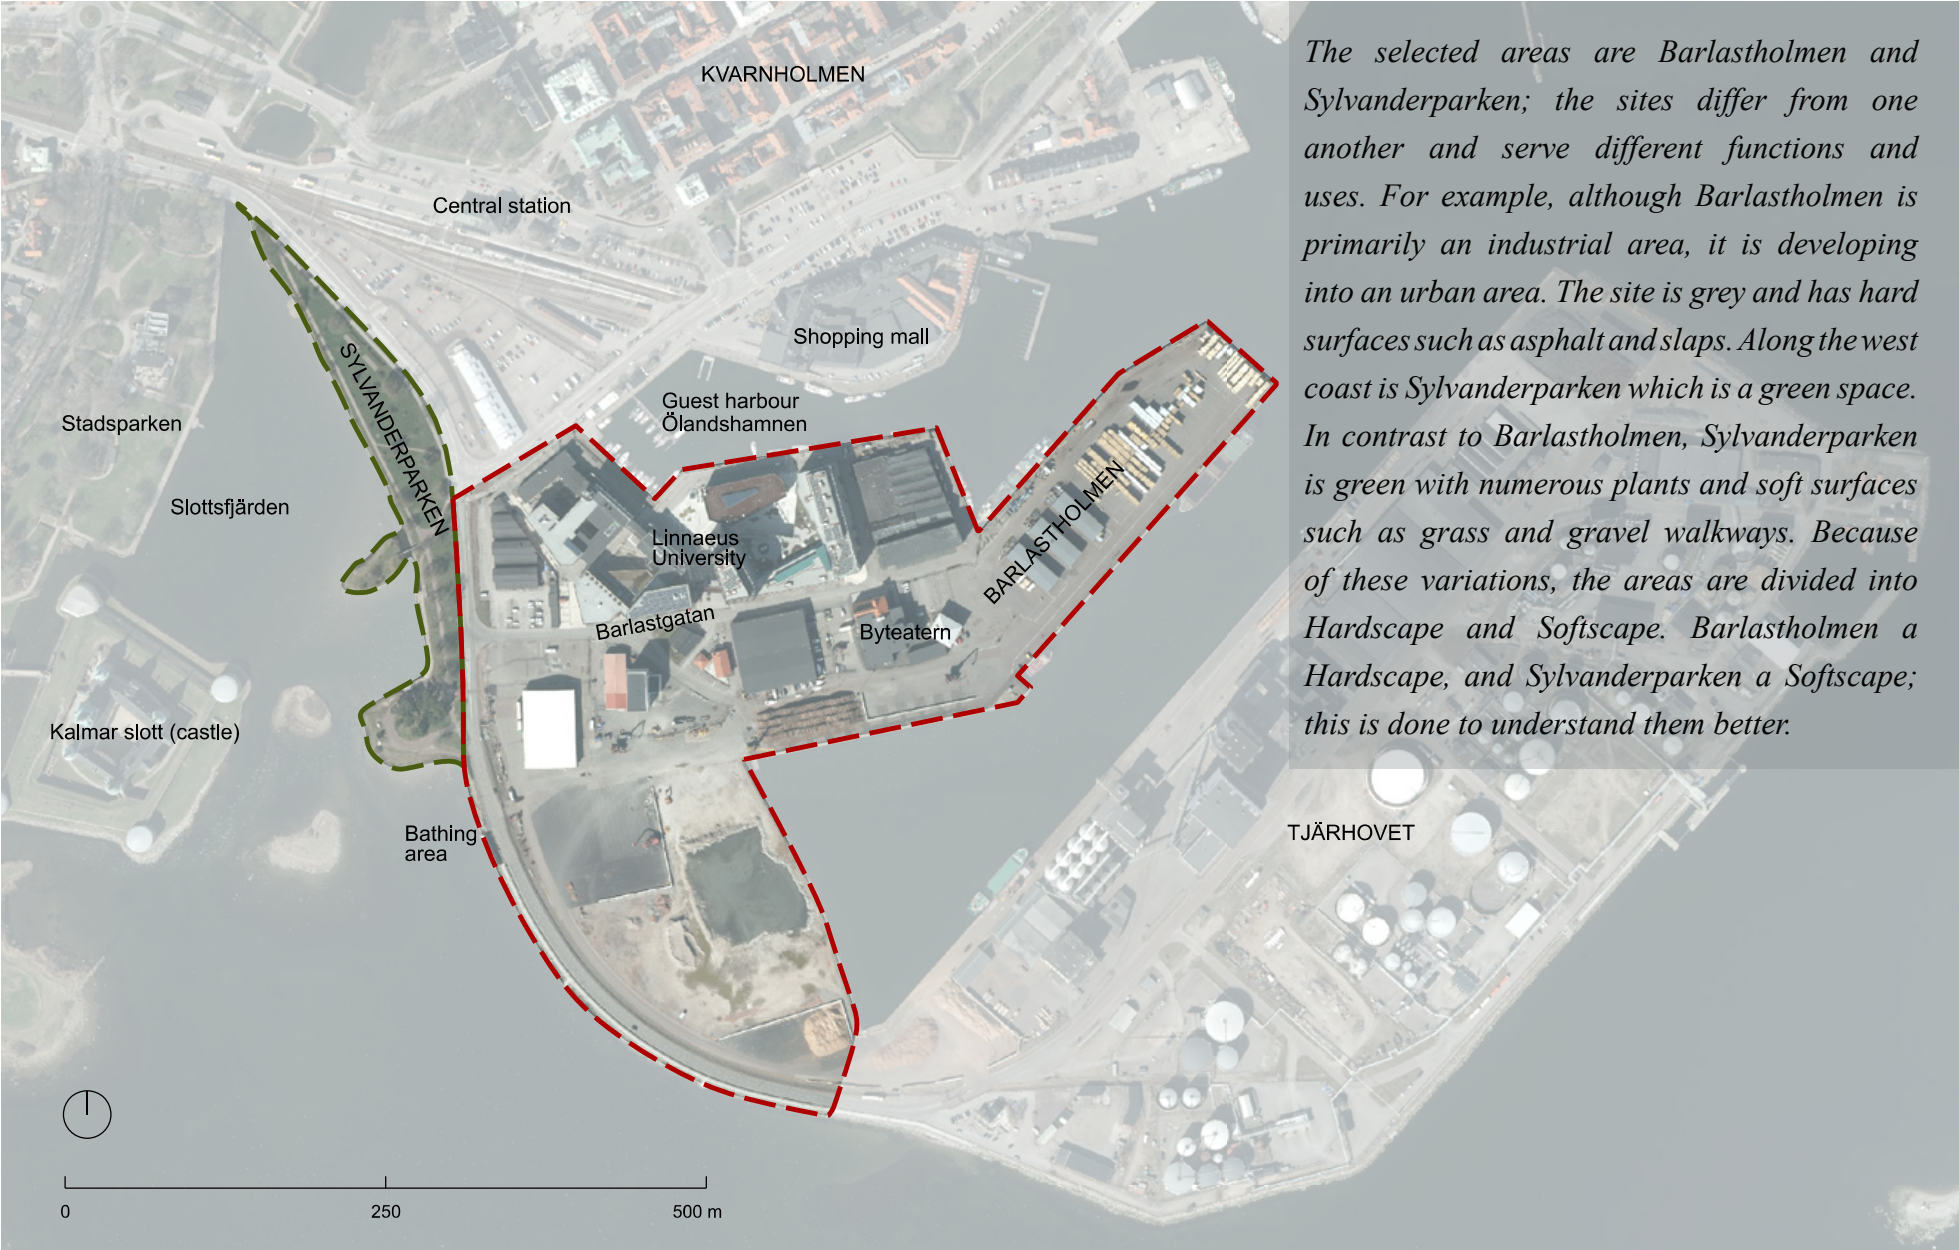 KVARNHOLMEN
Central station
Shopping mall
Guest harbour
Ölandshamnen
SYLVANDERPARKEN
Stadsparken
Slottsfjärden
Linnaeus
University
BARLASTHOLMEN
Barlastgatan
Byteatern
Kalmar slott (castle)
Bathing
area
TJÄRHOVET
0 250 500 m
The selected areas are Barlastholmen and
Sylvanderparken; the sites differ from one
another and serve different functions and
uses. For example, although Barlastholmen is
primarily an industrial area, it is developing
into an urban area. The site is grey and has hard
surfaces such as asphalt and slaps. Along the west
coast is Sylvanderparken which is a green space.
In contrast to Barlastholmen, Sylvanderparken
is green with numerous plants and soft surfaces
such as grass and gravel walkways. Because
of these variations, the areas are divided into
Hardscape and Softscape. Barlastholmen a
Hardscape, and Sylvanderparken a Softscape;
this is done to understand them better.